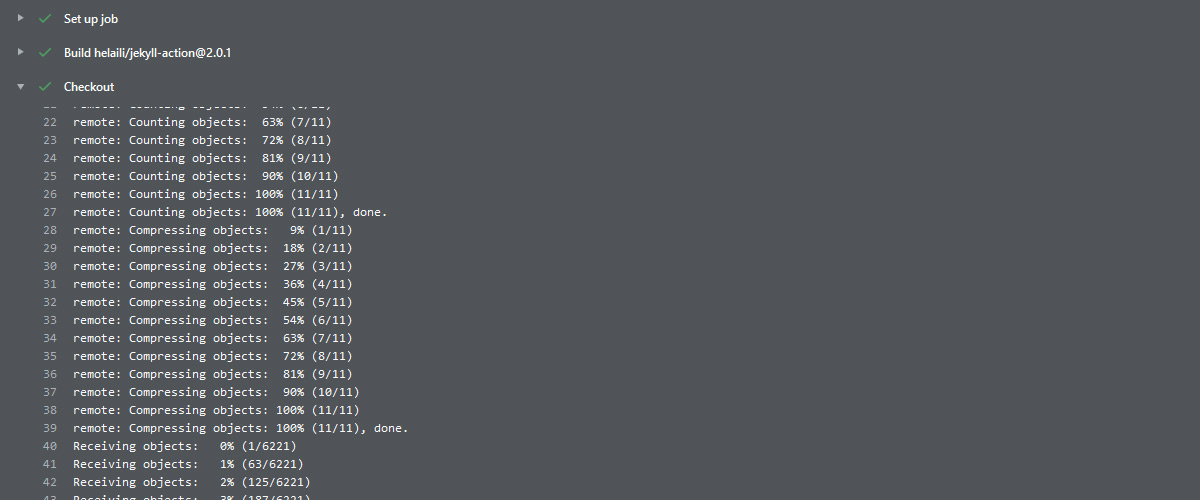 Set up job
Build helaili/jekyll-action@2.0.1
Checkout
22 remote: Counting objects:  63% (7/11)
23 remote: Counting objects:  72% (8/11)
24 remote: Counting objects:  81% (9/11)
25 remote: Counting objects:  90% (10/11)
26 remote: Counting objects: 100% (11/11)
27 remote: Counting objects: 100% (11/11), done.
28 remote: Compressing objects:   9% (1/11)
29 remote: Compressing objects:  18% (2/11)
30 remote: Compressing objects:  27% (3/11)
31 remote: Compressing objects:  36% (4/11)
32 remote: Compressing objects:  45% (5/11)
33 remote: Compressing objects:  54% (6/11)
34 remote: Compressing objects:  63% (7/11)
35 remote: Compressing objects:  72% (8/11)
36 remote: Compressing objects:  81% (9/11)
37 remote: Compressing objects:  90% (10/11)
38 remote: Compressing objects: 100% (11/11)
39 remote: Compressing objects: 100% (11/11), done.
40 Receiving objects:   0% (1/6221)
41 Receiving objects:   1% (63/6221)
42 Receiving objects:   2% (125/6221)
43 Receiving objects:   3% (187/6221)